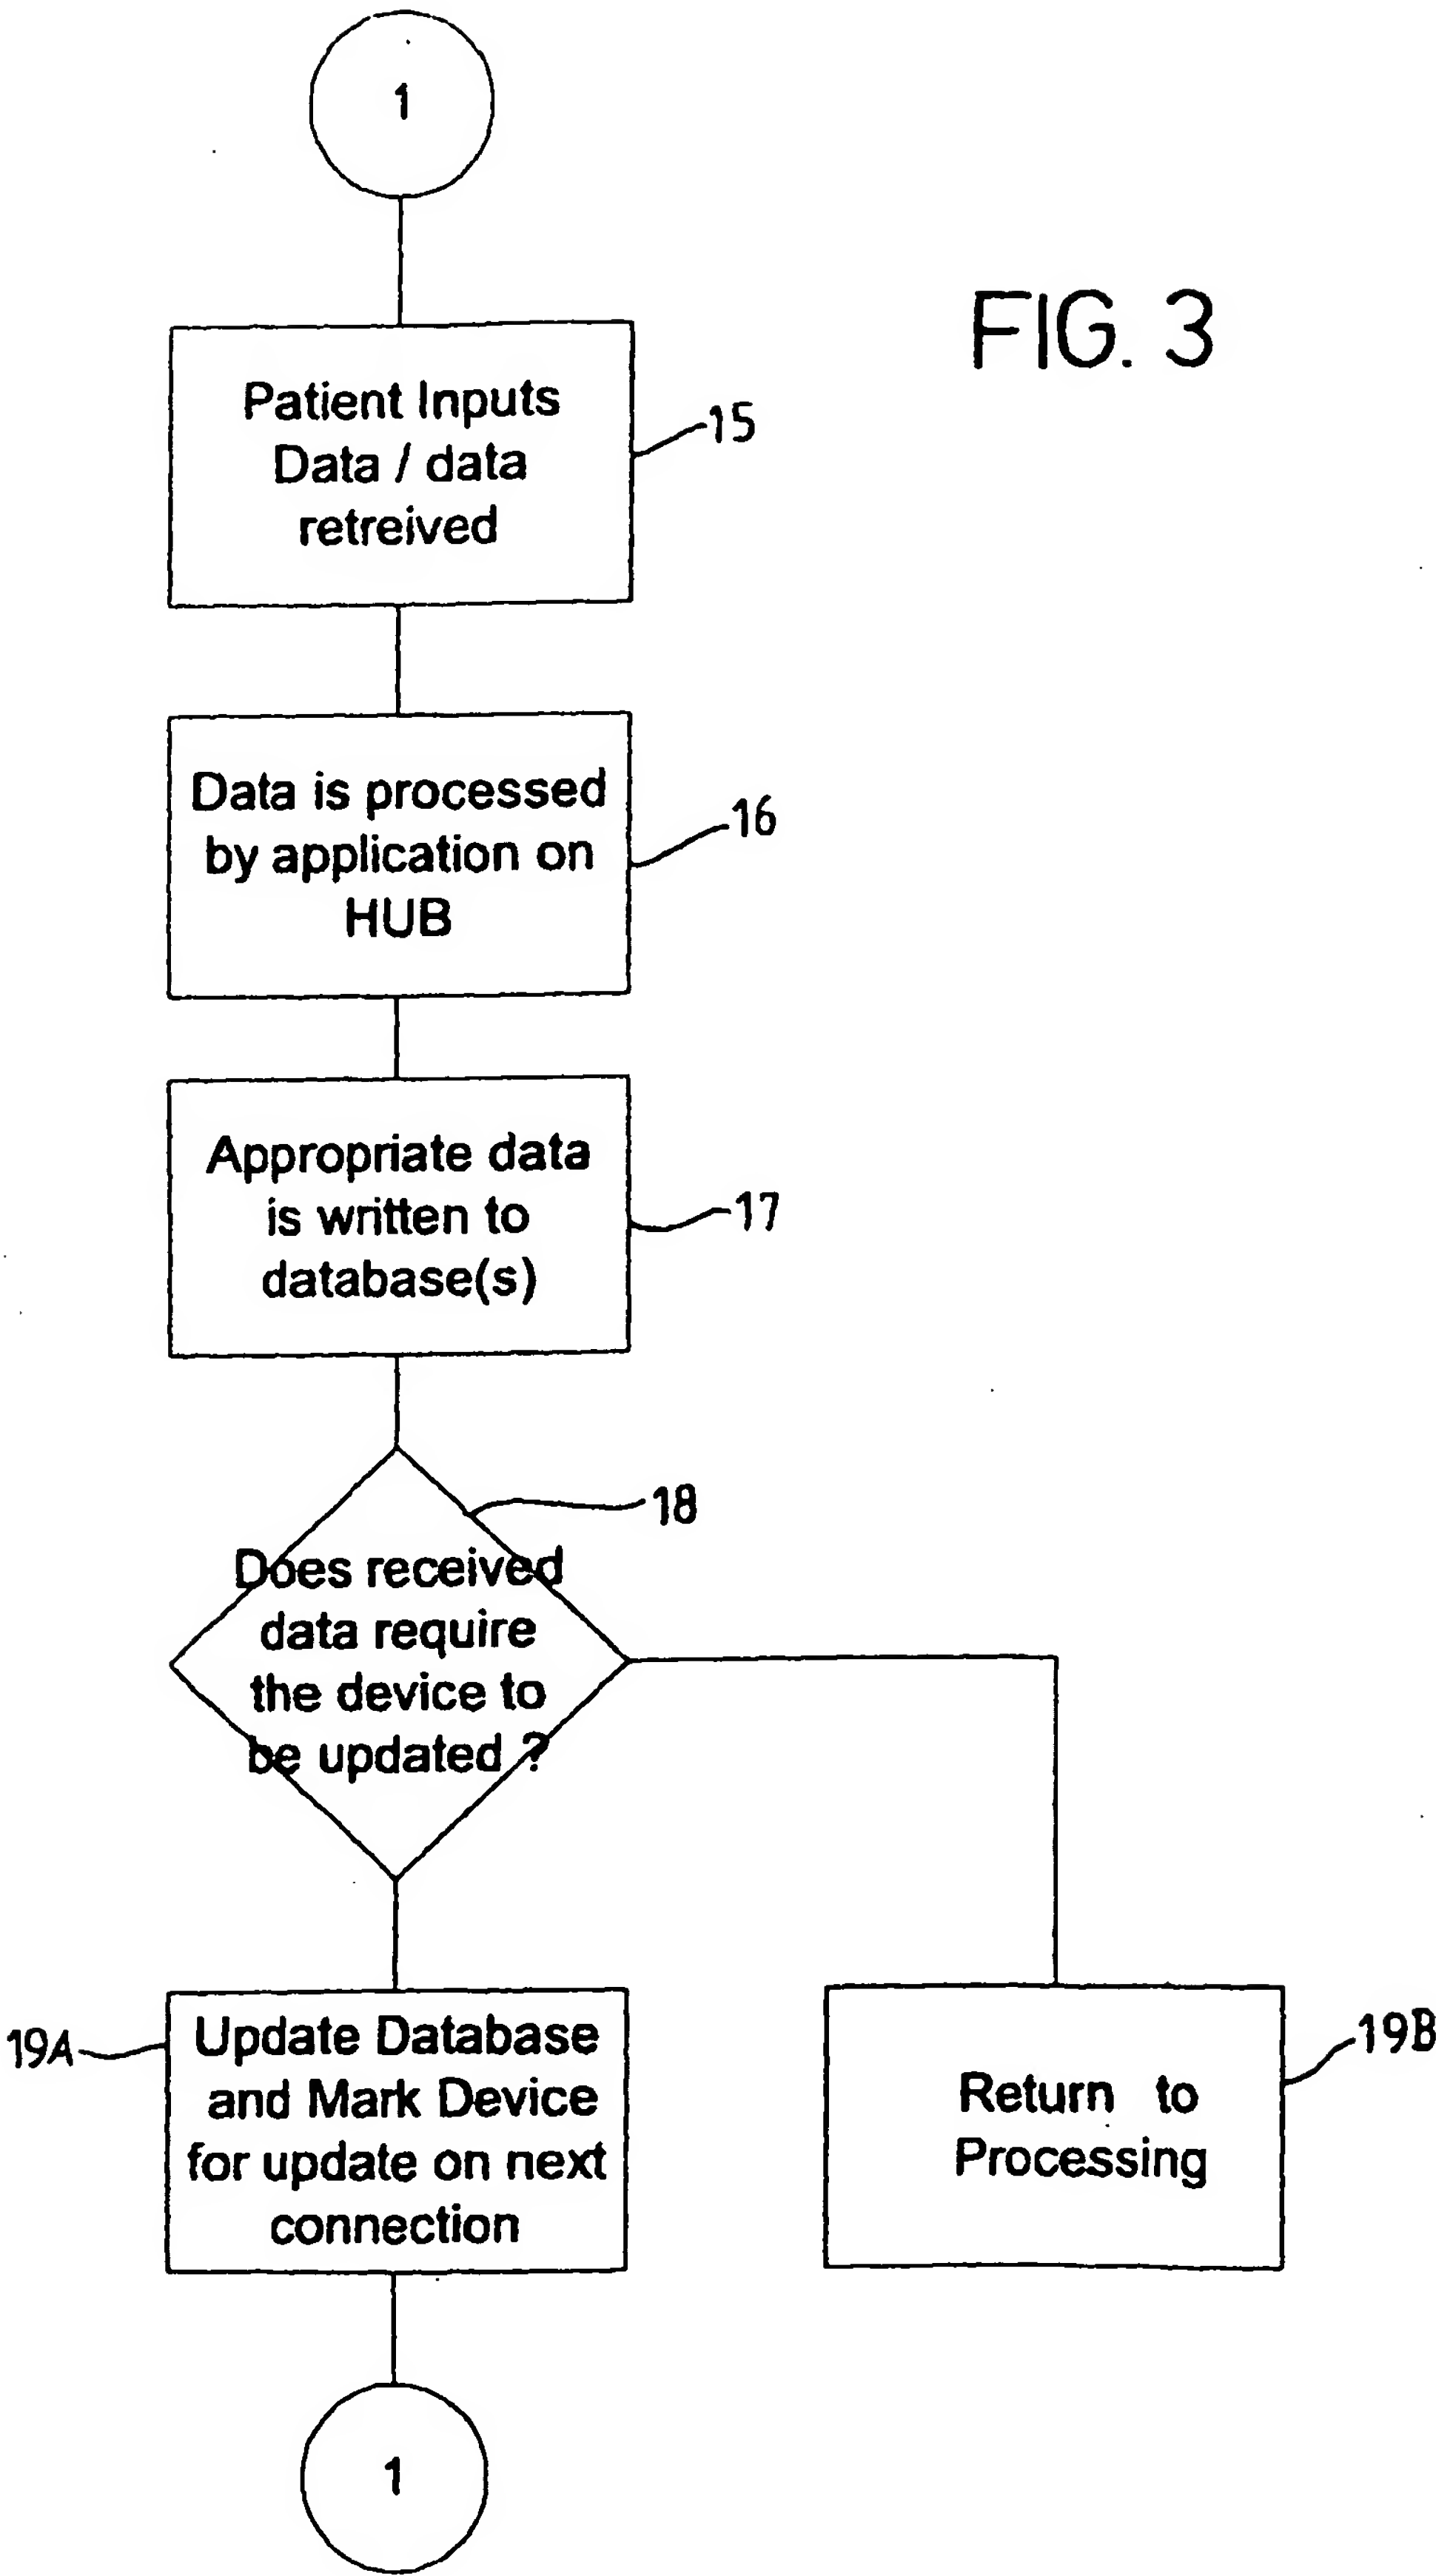 1
FIG. 3
Patient Inputs
Data / data
retreived
15
Data is processed
by application on
HUB
16
Appropriate data
is written to
database(s)
17
18
Does received
data require
the device to
be updated ?
19A
Update Database
and Mark Device
for update on next
connection
Return to
Processing
19B
1